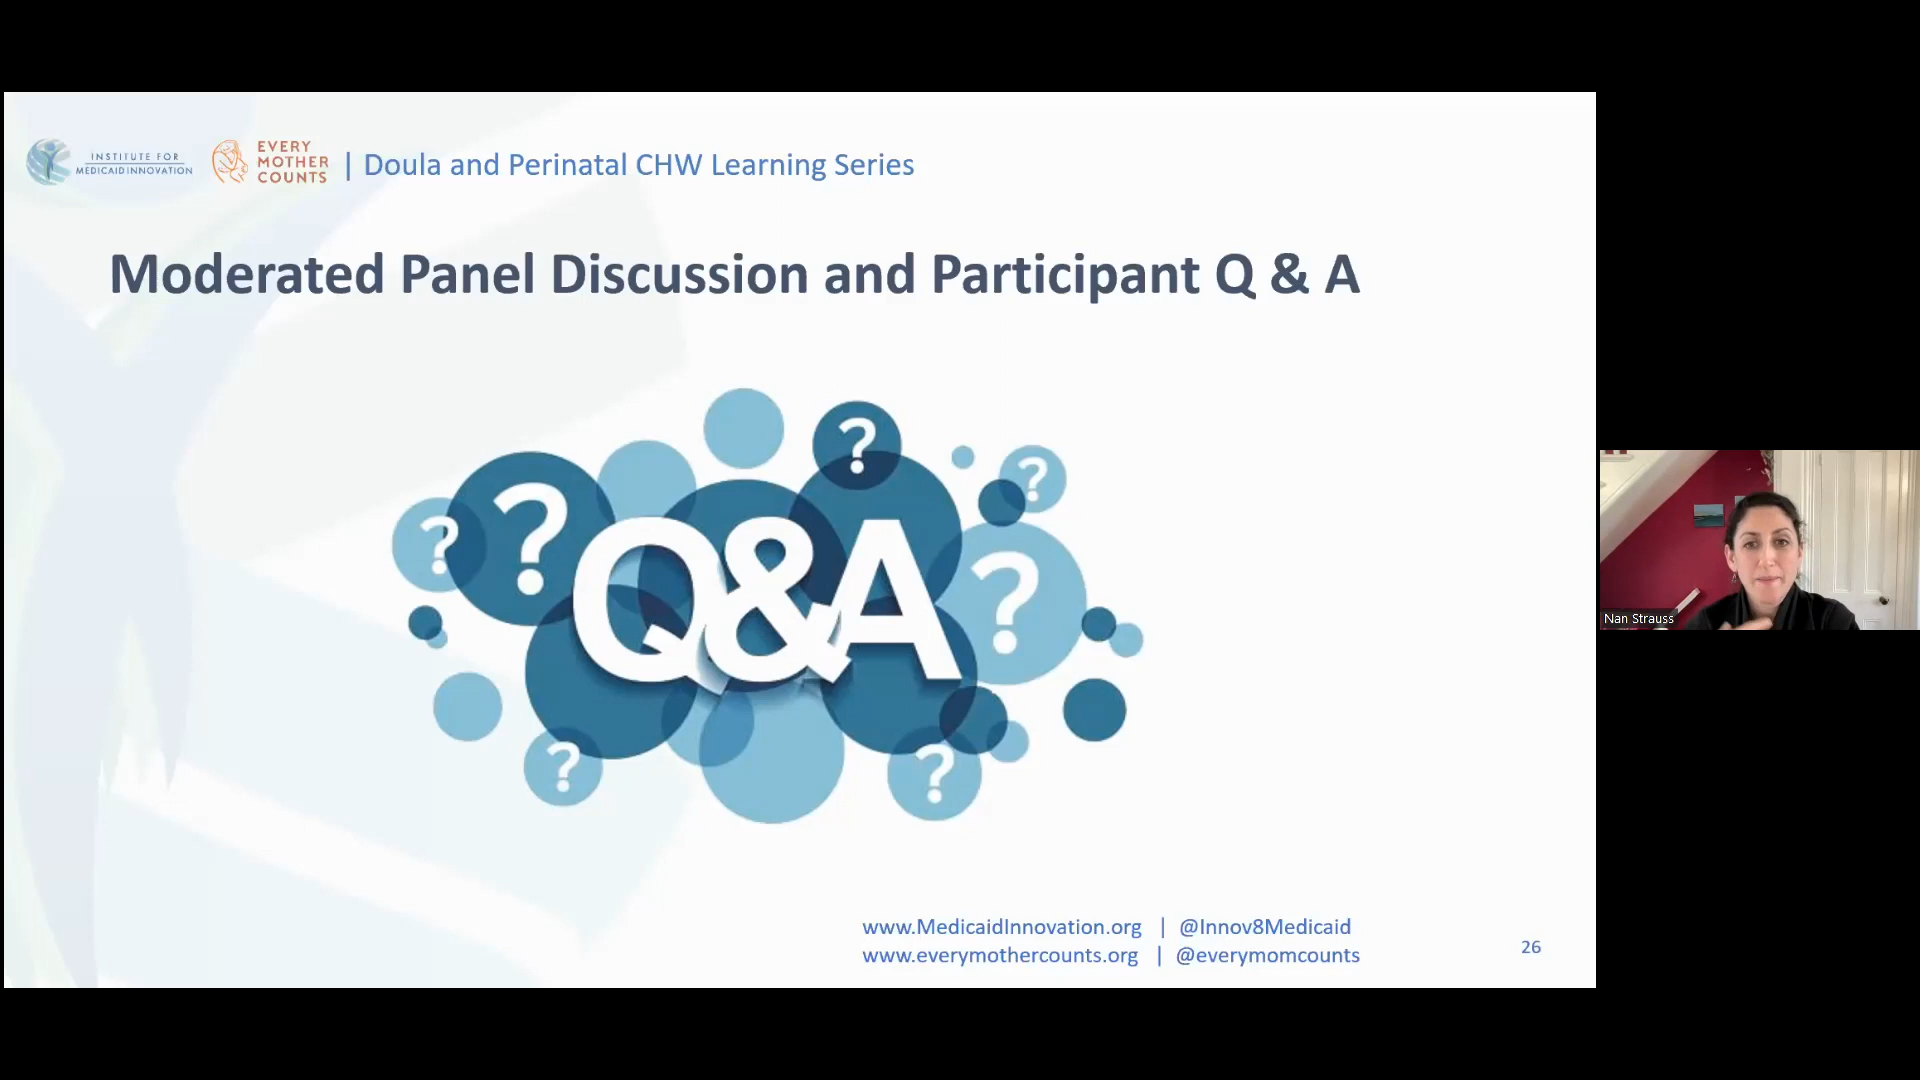 INSTITUTE FOR
MEDICAID INNOVATION
EVERY
MOTHER
COUNTS
| Doula and Perinatal CHW Learning Series
Moderated Panel Discussion and Participant Q & A
?
?
?
?
?
Q&A
?
?
www.MedicaidInnovation.org | @Innov8Medicaid
www.everymothercounts.org | @everymomcounts
26
Nan Strauss